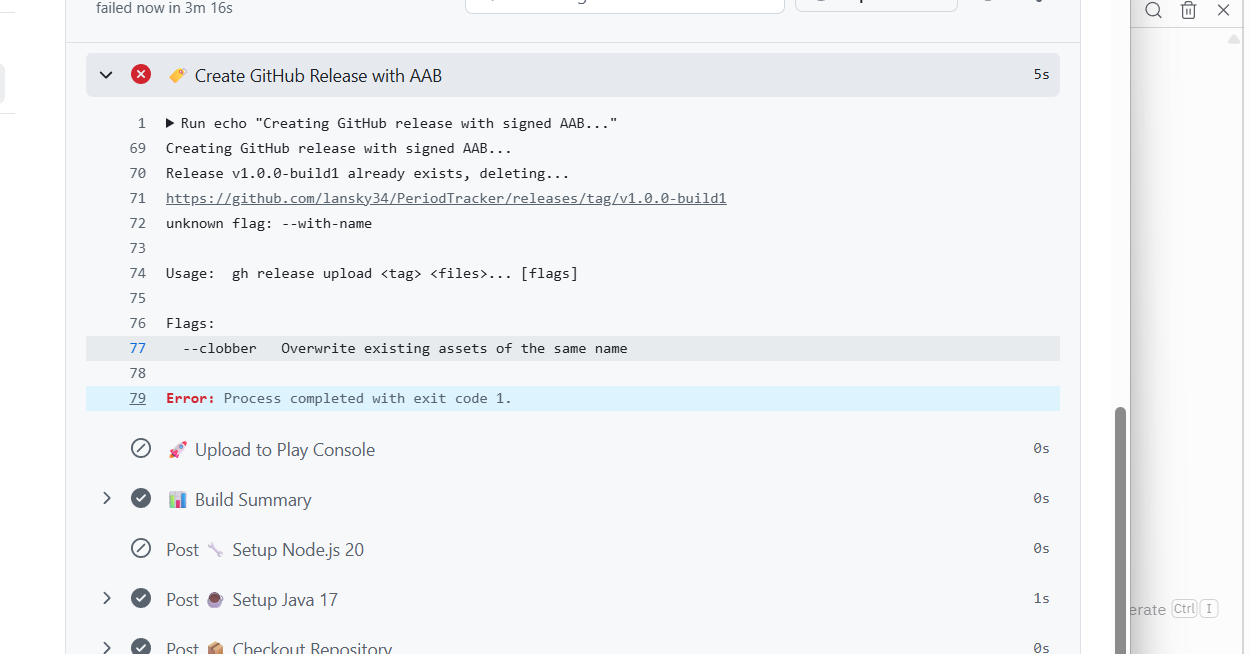 failed now in 3m 16s
Create GitHub Release with AAB 5s
1 Run echo "Creating GitHub release with signed AAB..."
69 Creating GitHub release with signed AAB...
70 Release v1.0.0-build1 already exists, deleting...
71 https://github.com/lansky34/PeriodTracker/releases/tag/v1.0.0-build1
72 unknown flag: --with-name
73
74 Usage:  gh release upload <tag> <files>... [flags]
75
76 Flags:
77   --clobber   Overwrite existing assets of the same name
78
79 Error: Process completed with exit code 1.
Upload to Play Console 0s
Build Summary 0s
Post Setup Node.js 20 0s
Post Setup Java 17 1s
erate Ctrl I
Post Checkout Repository 0s